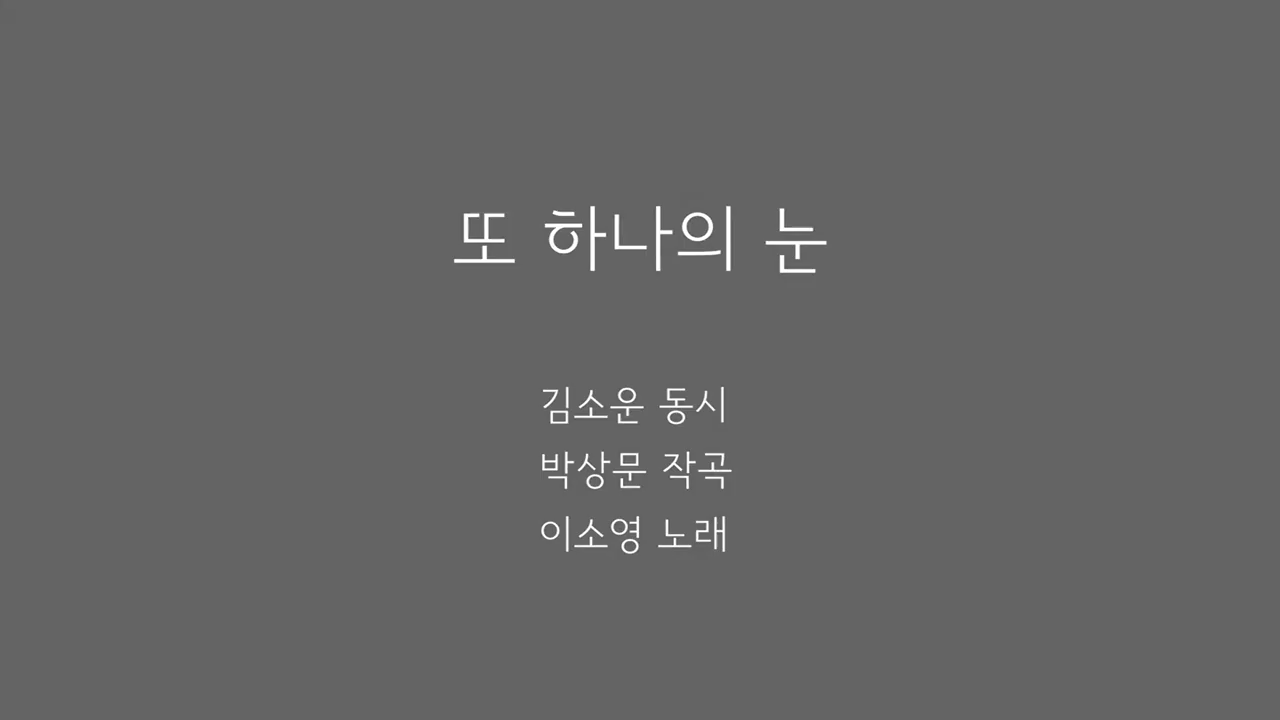 또 하나의 눈
김소운 동시
박상문 작곡
이소영 노래